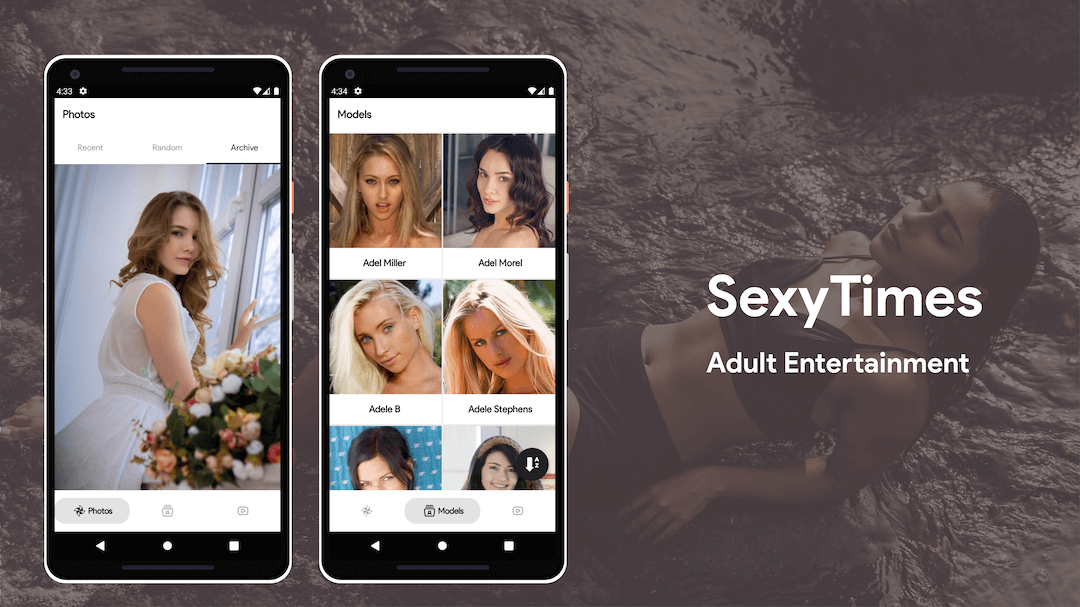 4:33
Photos
Recent
Random
Archive
Photos
4:34
Models
Adel Miller
Adel Morel
Adele B
Adele Stephens
A
Z
Models
SexyTimes
Adult Entertainment